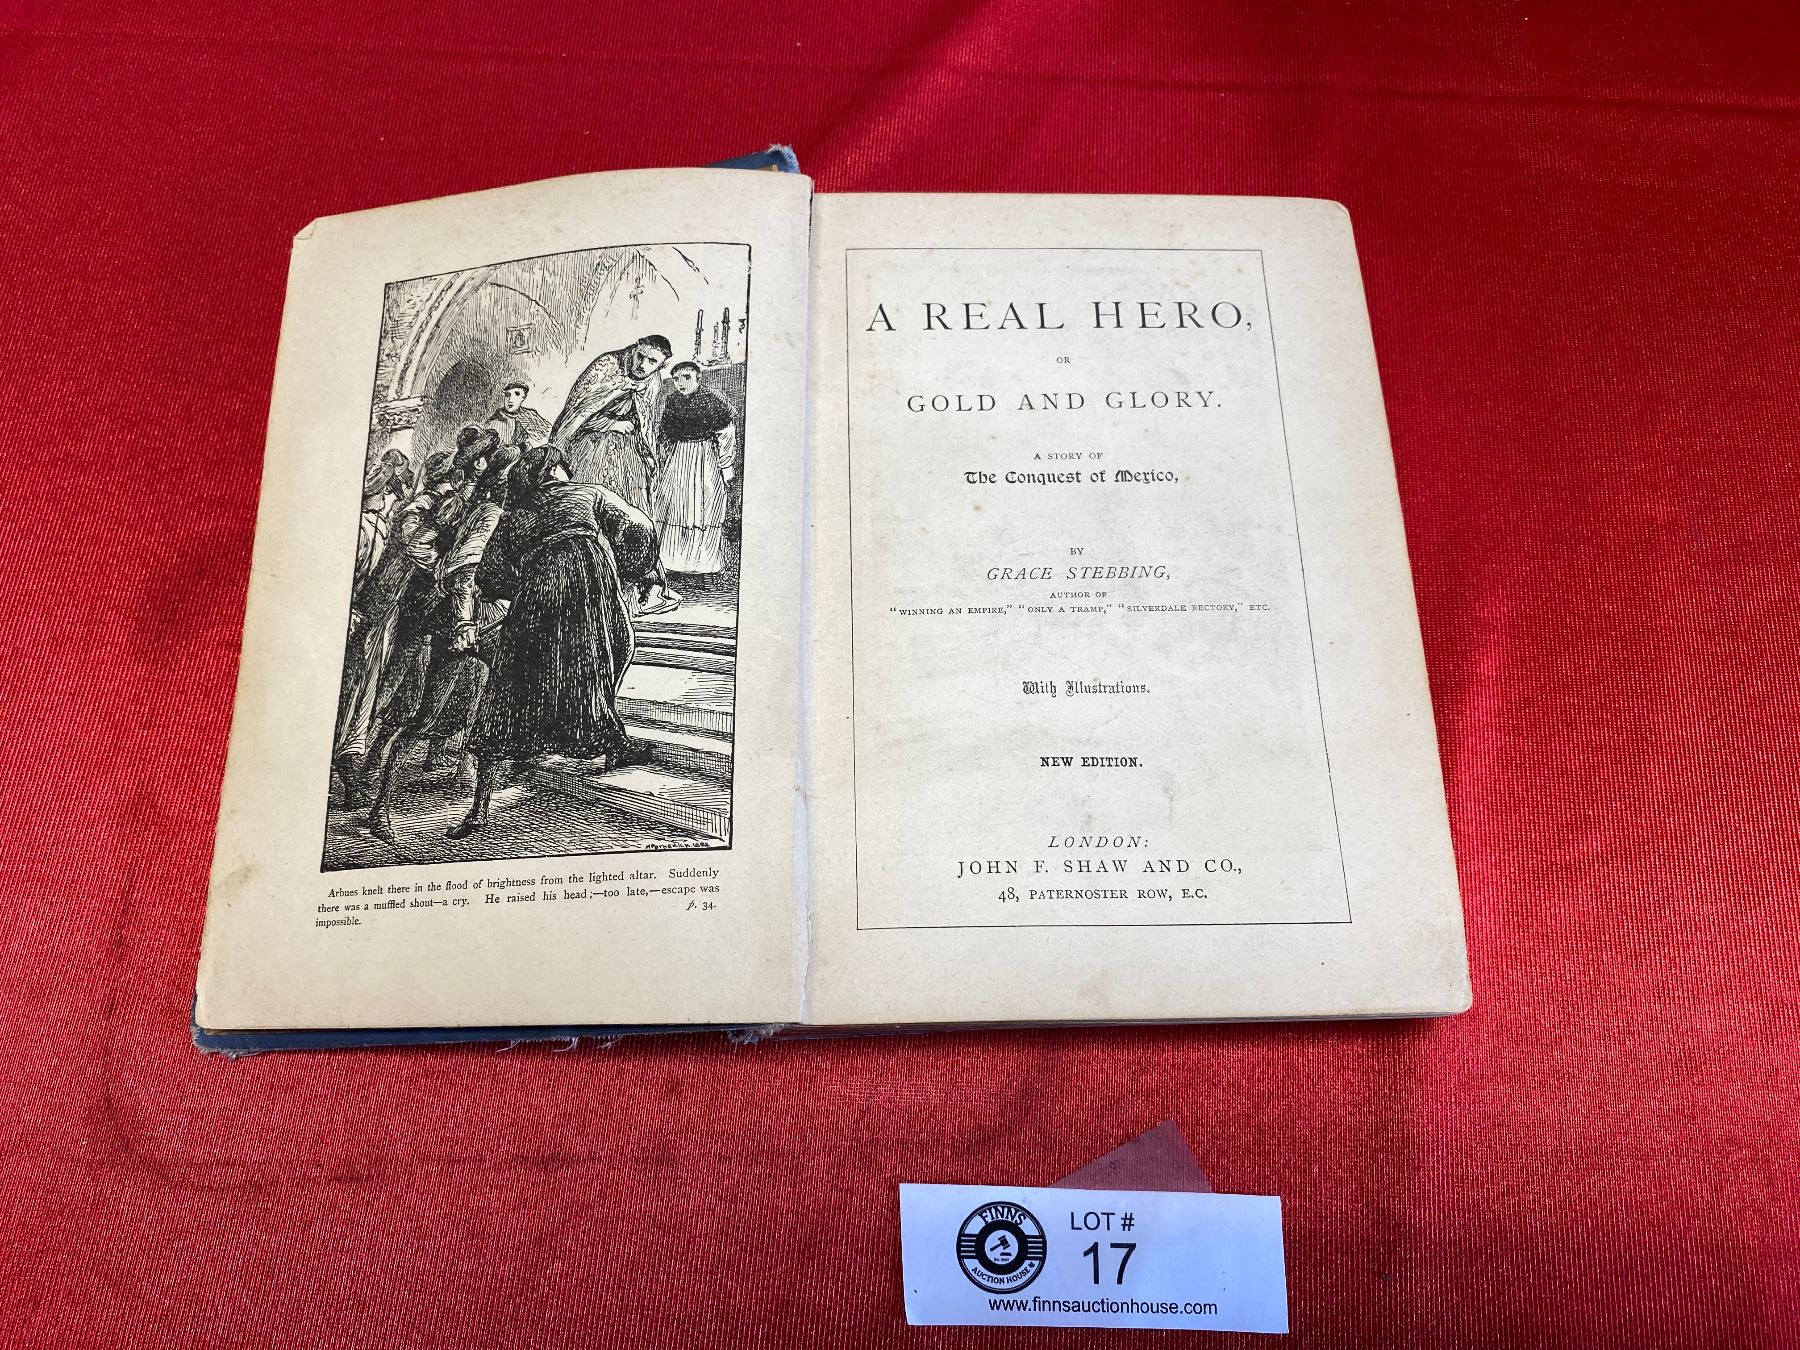 Arbues knelt there in the flood of brightness from the lighted altar. Suddenly
there was a muffled shout—a cry. He raised his head;—too late,—escape was
impossible. p. 34.
A REAL HERO,
OR
GOLD AND GLORY.
A STORY OF
The Conquest of Mexico,
BY
GRACE STEBBING,
AUTHOR OF
"WINNING AN EMPIRE," "ONLY A TRAMP," "SILVERDALE RECTORY," ETC.
With Illustrations.
NEW EDITION.
LONDON:
JOHN F. SHAW AND CO.,
48, PATERNOSTER ROW, E.C.
FINNS
AUCTION HOUSE
LOT #
17
www.finnsauctionhouse.com